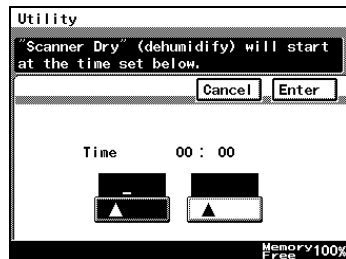 Utility
"Scanner Dry" (dehumidify) will start
at the time set below.
Cancel Enter
Time 00 : 00
Memory
Free 100%